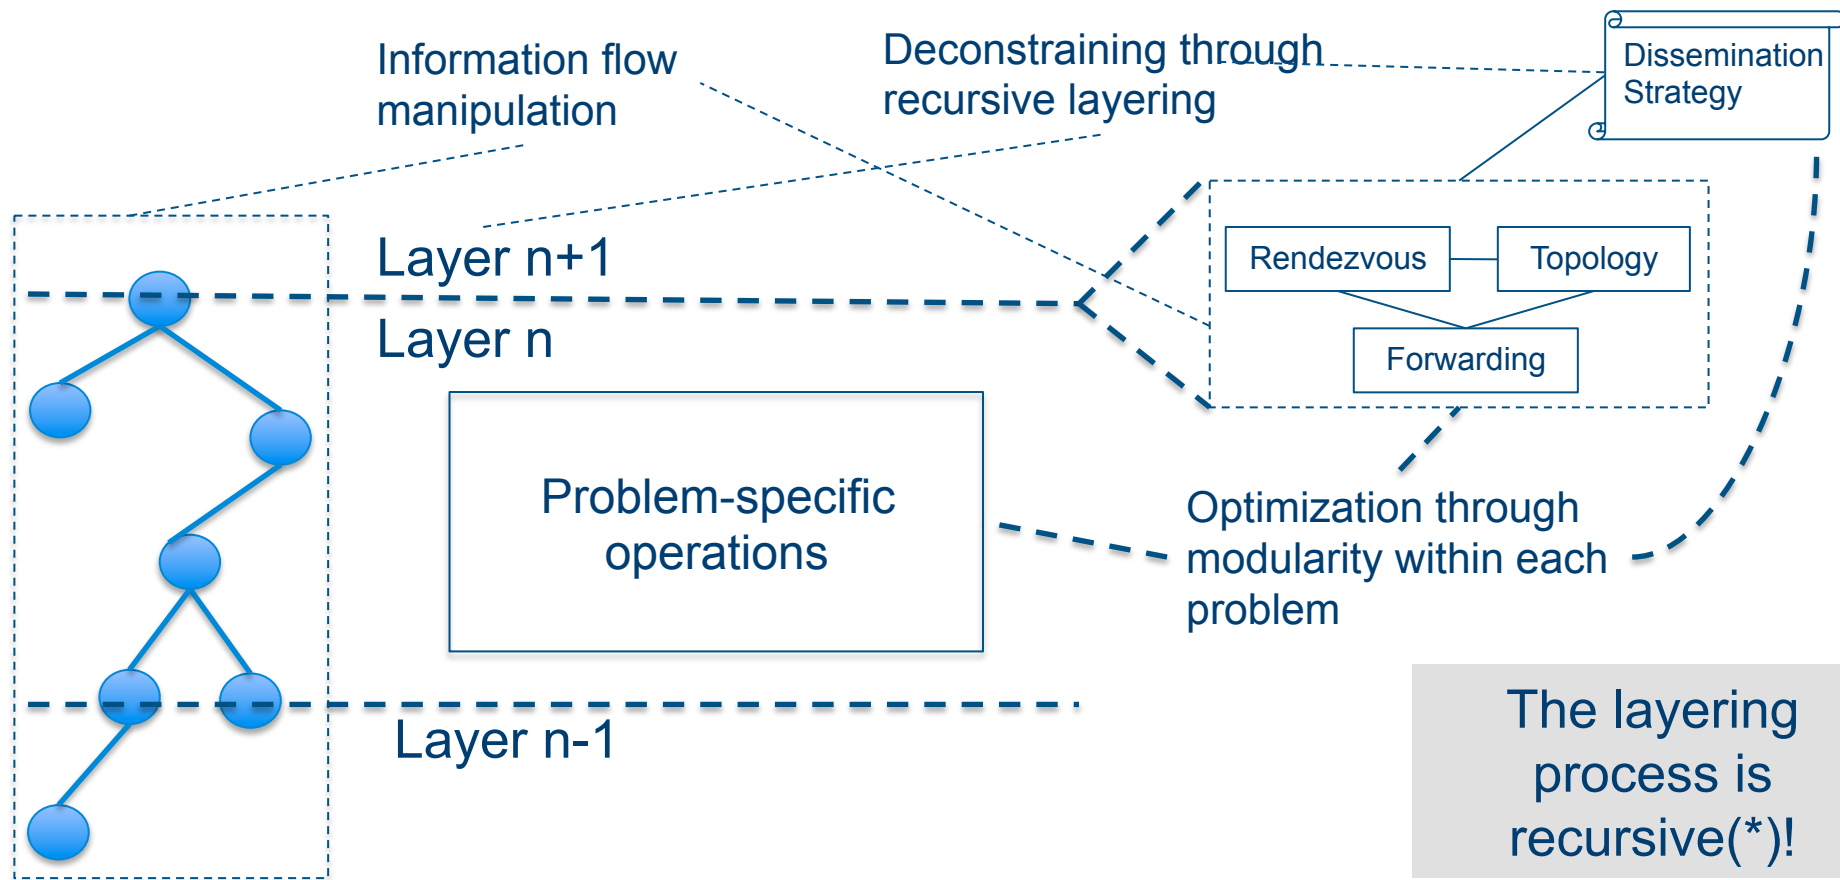 Information flow
manipulation
Deconstraining through
recursive layering
Dissemination
Strategy
Layer n+1
Layer n
Rendezvous
Topology
Forwarding
Problem-specific
operations
Optimization through
modularity within each
problem
Layer n-1
The layering
process is
recursive(*)!